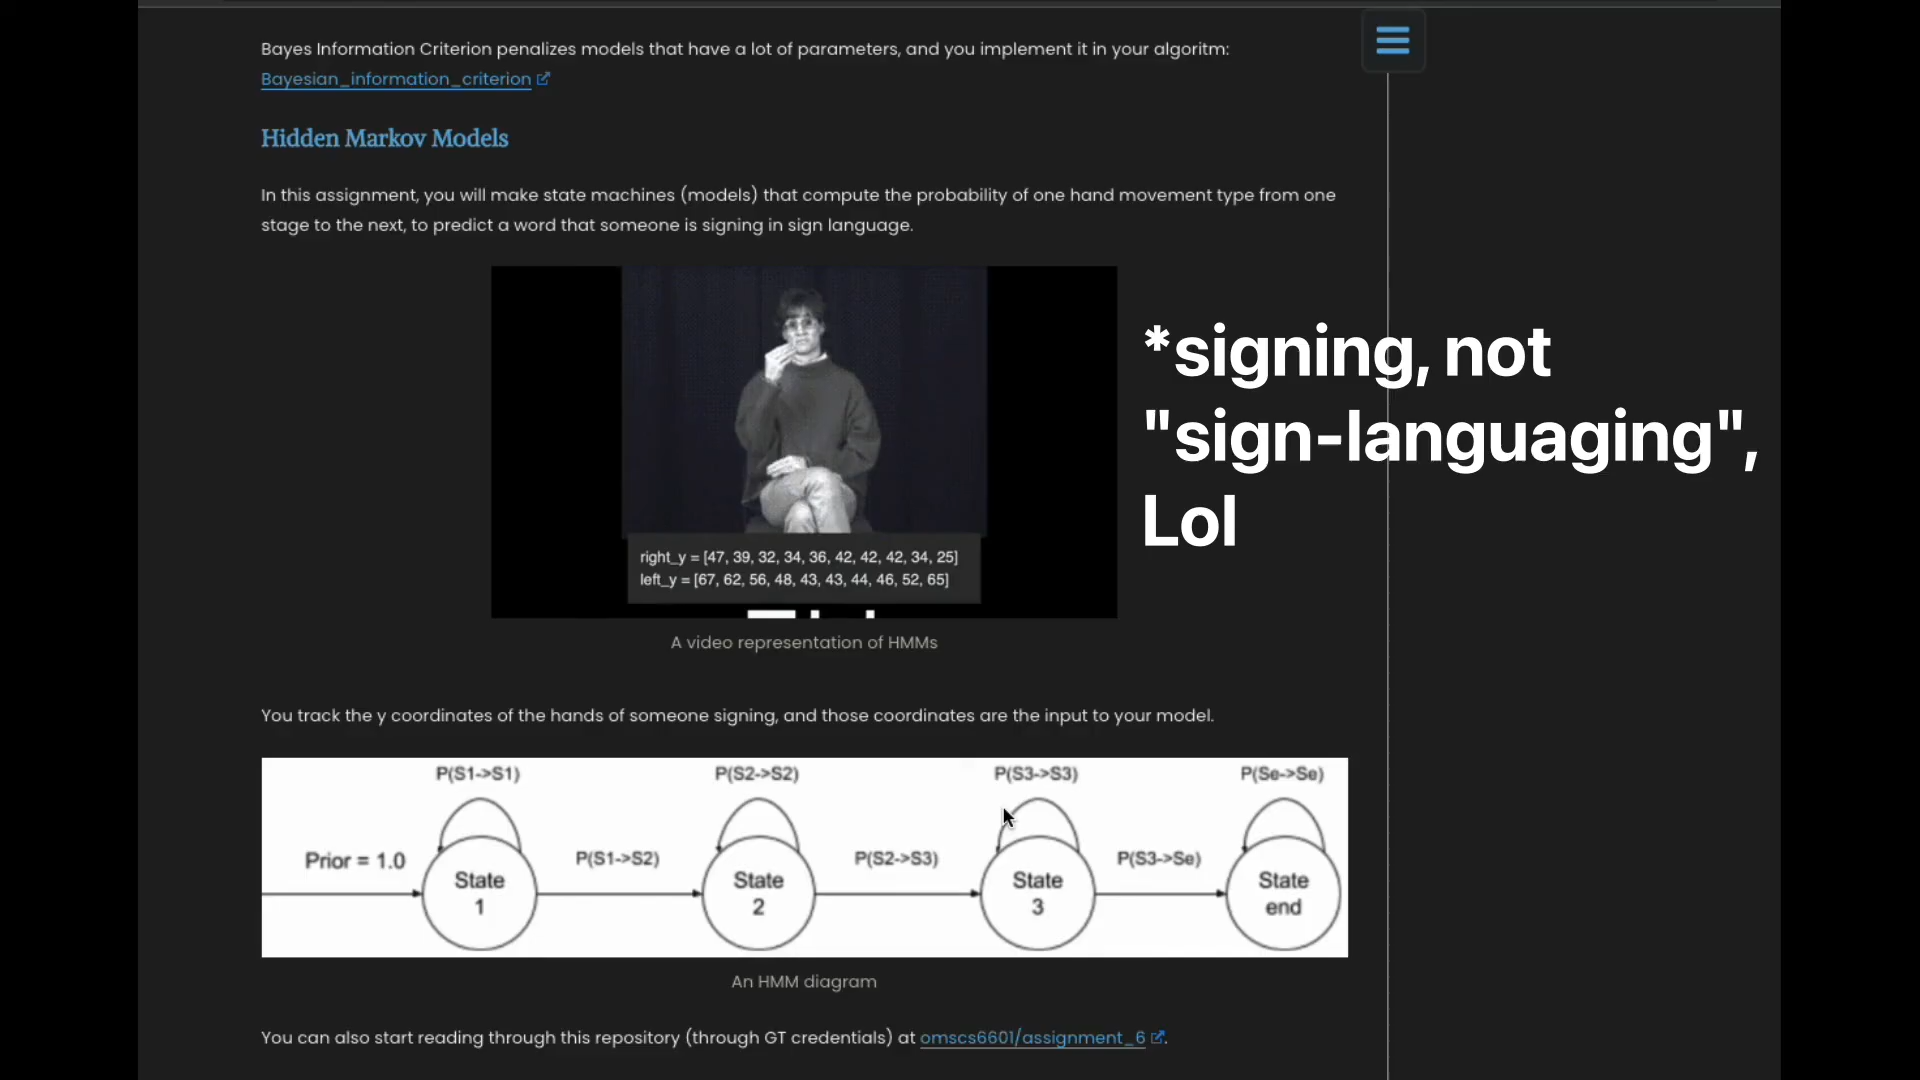 Bayes Information Criterion penalizes models that have a lot of parameters, and you implement it in your algoritm:
Bayesian_information_criterion
Hidden Markov Models
In this assignment, you will make state machines (models) that compute the probability of one hand movement type from one
stage to the next, to predict a word that someone is signing in sign language.
*signing, not
"sign-languaging",
Lol
right_y = [47, 39, 32, 34, 36, 42, 42, 42, 34, 25]
left_y = [67, 62, 56, 48, 43, 43, 44, 46, 52, 65]
A video representation of HMMs
You track the y coordinates of the hands of someone signing, and those coordinates are the input to your model.
P(S1->S1) P(S2->S2) P(S3->S3) P(Se->Se)
Prior = 1.0 P(S1->S2) P(S2->S3) P(S3->Se)
State State State State
1 2 3 end
An HMM diagram
You can also start reading through this repository (through GT credentials) at omscs6601/assignment_6.